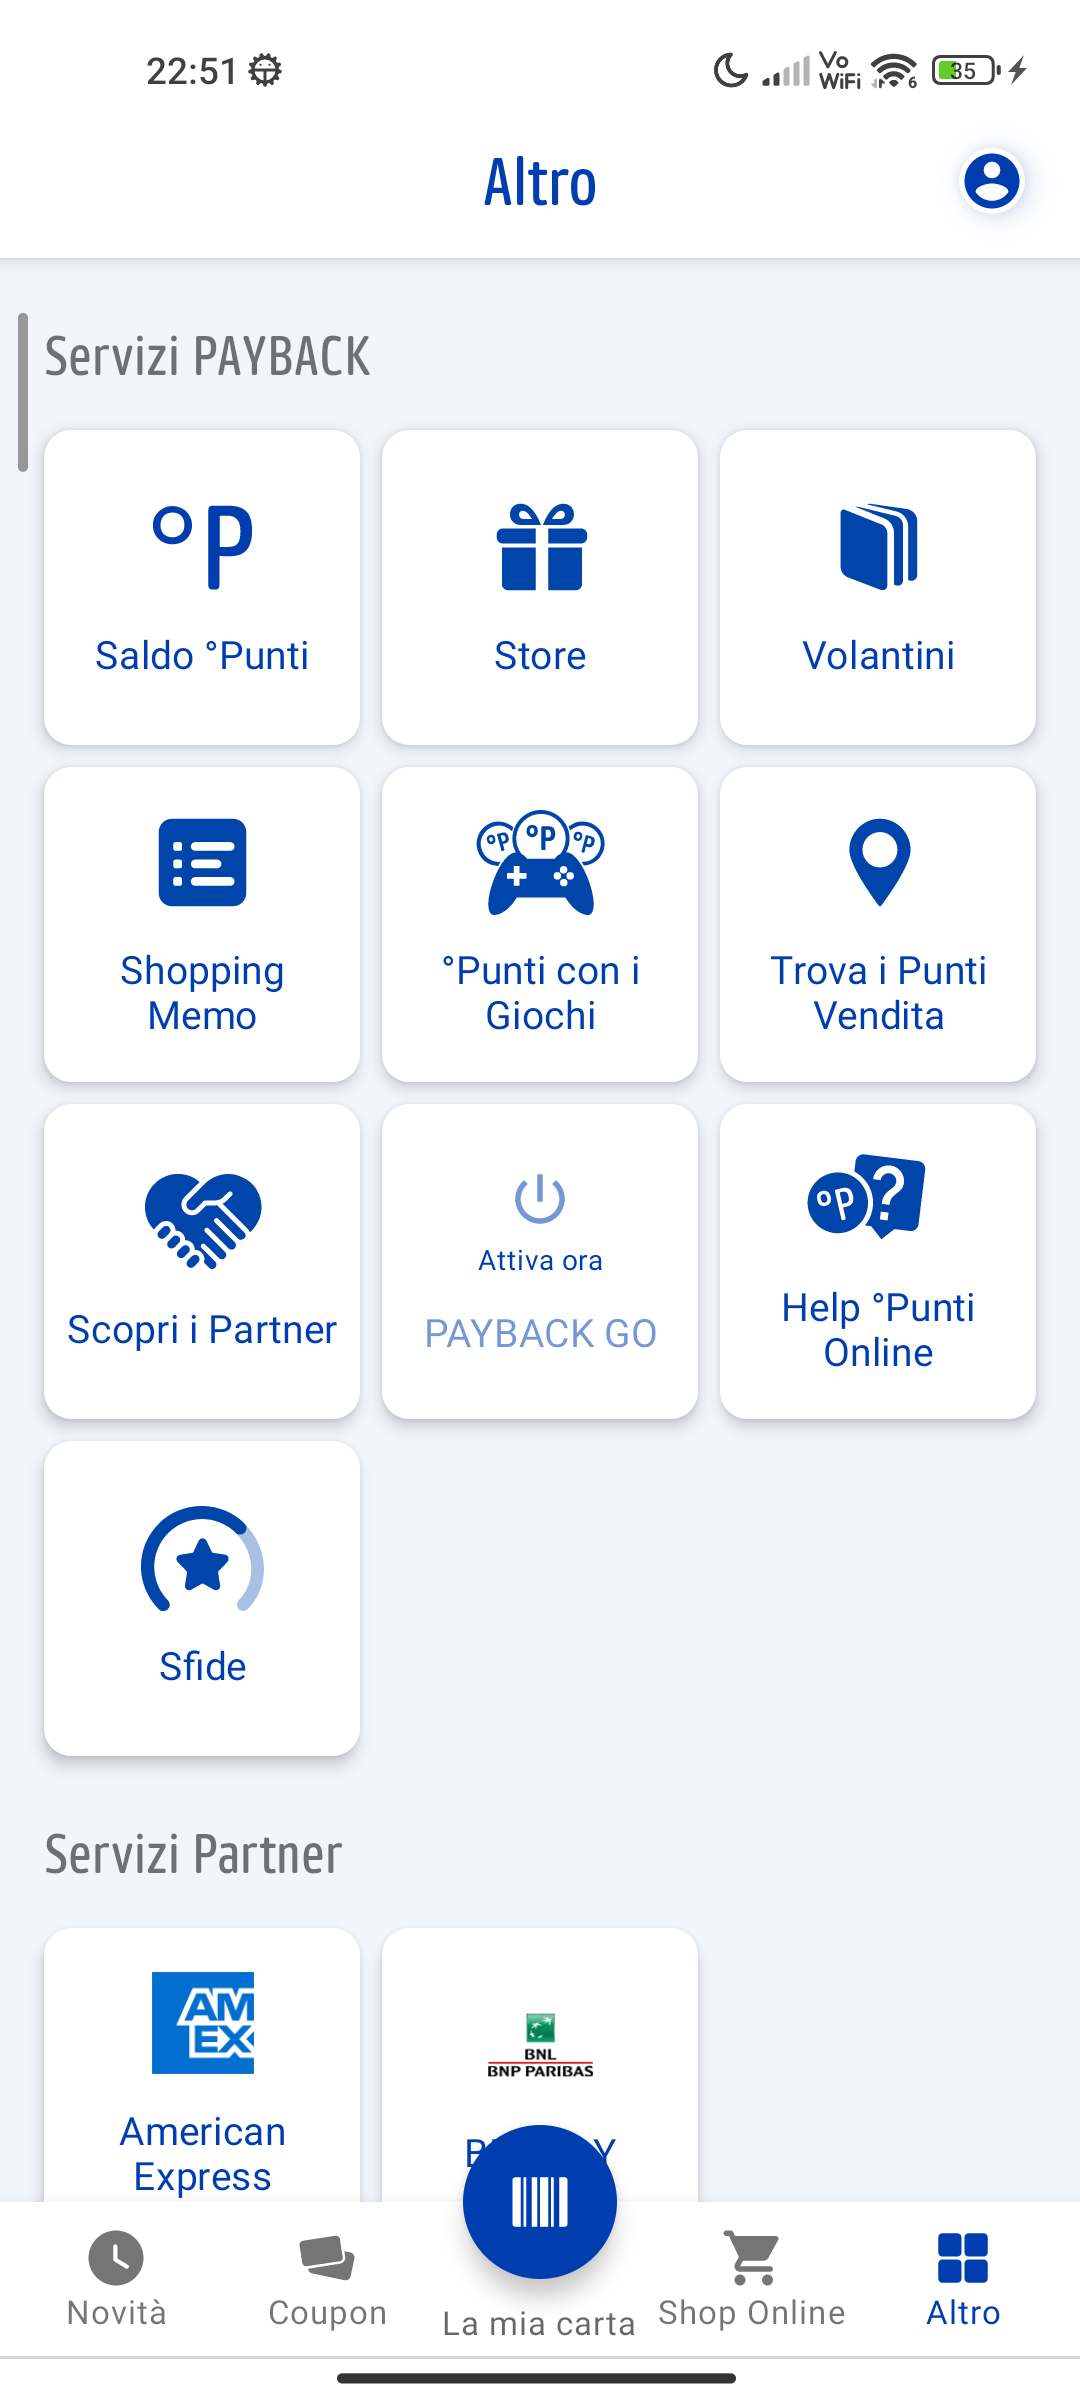 22:51
Vo
WiFi
6
35
Altro
Servizi PAYBACK
°P
Saldo °Punti
Store
Volantini
°P °P °P
Shopping
Memo
°Punti con i
Giochi
Trova i Punti
Vendita
Scopri i Partner
Attiva ora
PAYBACK GO
°P ?
Help °Punti
Online
Sfide
Servizi Partner
AM
EX
American
Express
BNL
BNP PARIBAS
Novità
Coupon
La mia carta
Shop Online
Altro